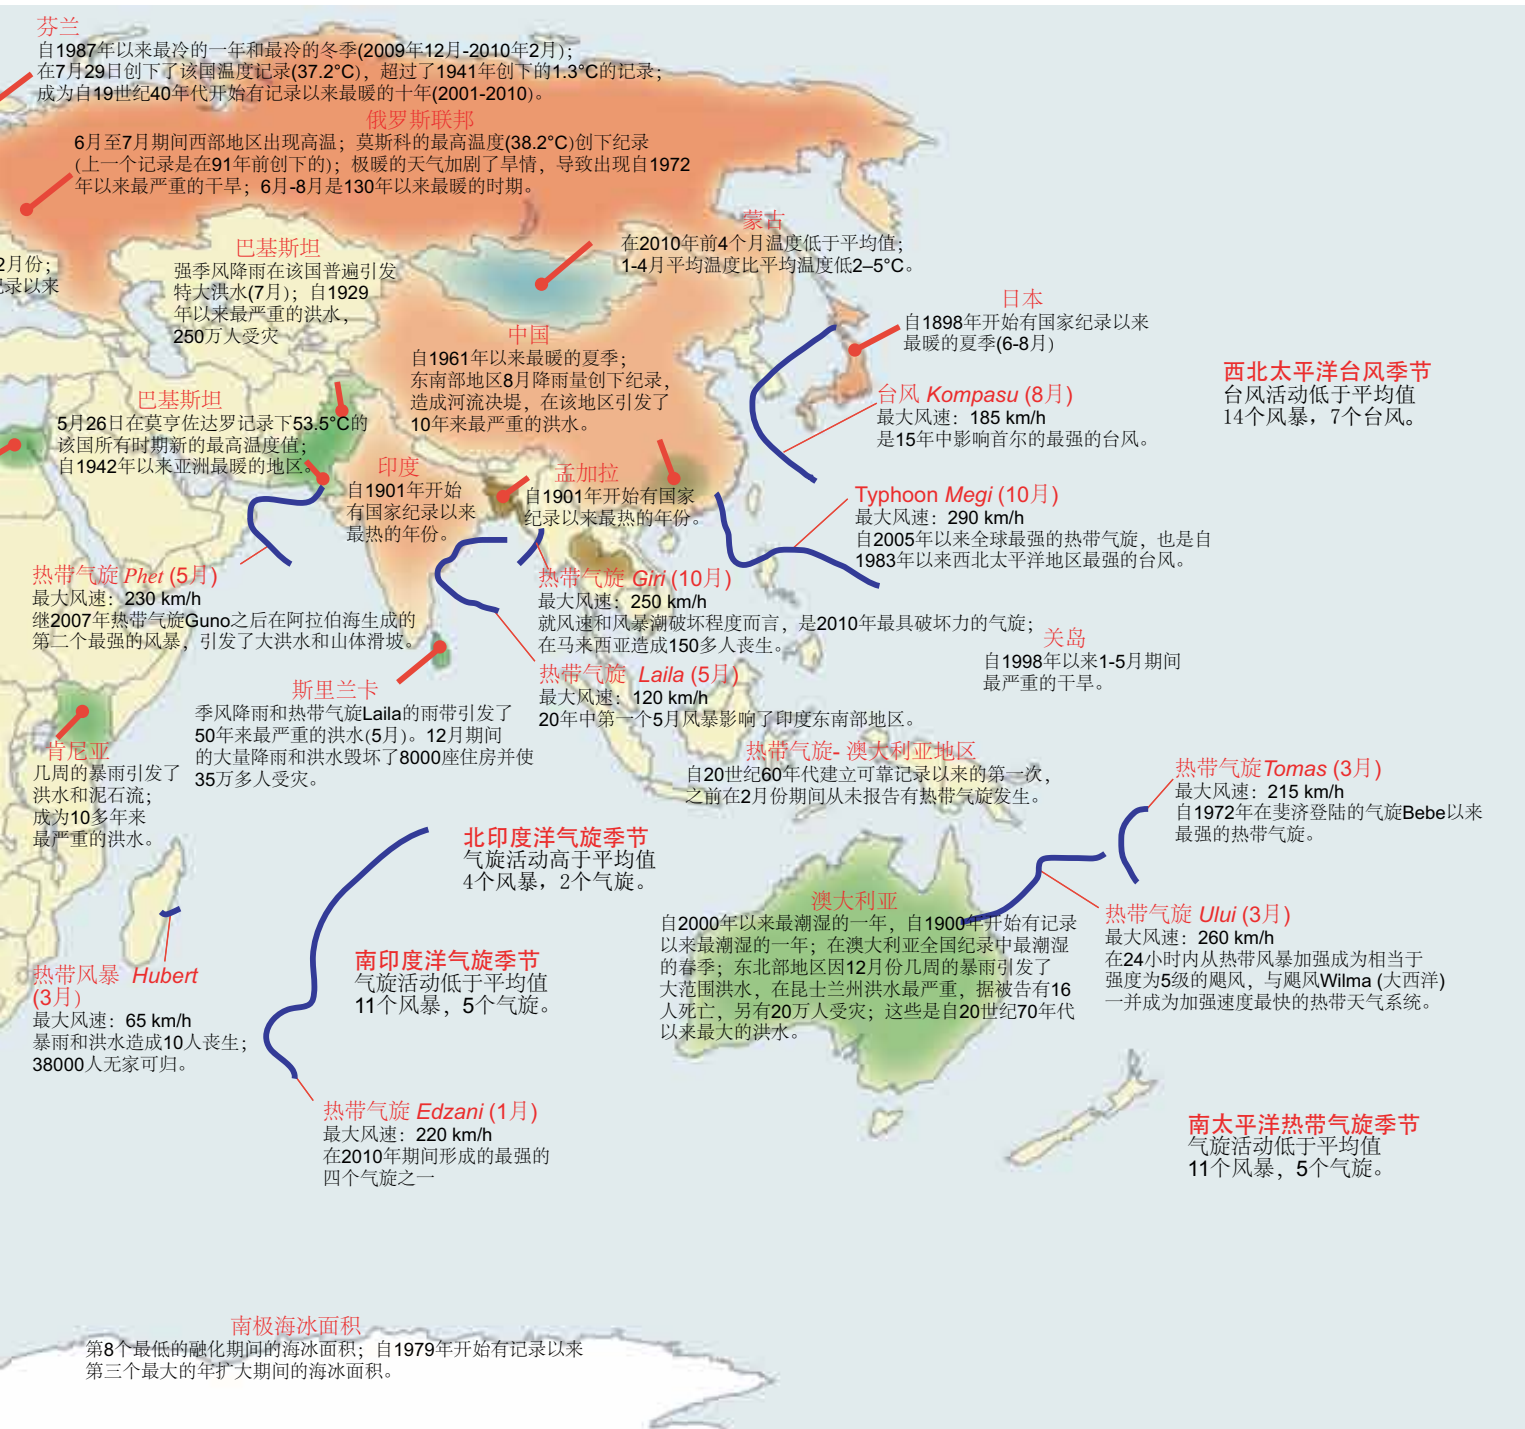 芬兰
自1987年以来最冷的一年和最冷的冬季(2009年12月-2010年2月)；
在7月29日创下了该国温度记录(37.2°C)，超过了1941年创下的1.3°C的记录；
成为自19世纪40年代开始有记录以来最暖的十年(2001-2010)。
俄罗斯联邦
6月至7月期间西部地区出现高温；莫斯科的最高温度(38.2°C)创下纪录
(上一个记录是在91年前创下的)；极暖的天气加剧了旱情，导致出现自1972
年以来最严重的干旱；6月-8月是130年以来最暖的时期。
蒙古
在2010年前4个月温度低于平均值；
1-4月平均温度比平均温度低2–5°C。
2月份；
录以来
巴基斯坦
强季风降雨在该国普遍引发
特大洪水(7月)；自1929
年以来最严重的洪水，
250万人受灾
日本
自1898年开始有国家纪录以来
最暖的夏季(6-8月)
中国
自1961年以来最暖的夏季；
东南部地区8月降雨量创下纪录，
造成河流决堤，在该地区引发了
10年来最严重的洪水。
西北太平洋台风季节
台风活动低于平均值
14个风暴，7个台风。
台风 Kompasu (8月)
最大风速：185 km/h
是15年中影响首尔的最强的台风。
巴基斯坦
5月26日在莫亨佐达罗记录下53.5°C的
该国所有时期新的最高温度值；
自1942年以来亚洲最暖的地区。
印度
自1901年开始
有国家纪录以来
最热的年份。
孟加拉
自1901年开始有国家
纪录以来最热的年份。
Typhoon Megi (10月)
最大风速：290 km/h
自2005年以来全球最强的热带气旋，也是自
1983年以来西北太平洋地区最强的台风。
热带气旋 Phet (5月)
最大风速：230 km/h
继2007年热带气旋Guno之后在阿拉伯海生成的
第二个最强的风暴，引发了大洪水和山体滑坡。
热带气旋 Giri (10月)
最大风速：250 km/h
就风速和风暴潮破坏程度而言，是2010年最具破坏力的气旋；
在马来西亚造成150多人丧生。
关岛
自1998年以来1-5月期间
最严重的干旱。
热带气旋 Laila (5月)
最大风速：120 km/h
20年中第一个5月风暴影响了印度东南部地区。
斯里兰卡
季风降雨和热带气旋Laila的雨带引发了
50年来最严重的洪水(5月)。12月期间
的大量降雨和洪水毁坏了8000座住房并使
35万多人受灾。
肯尼亚
几周的暴雨引发了
洪水和泥石流；
成为10多年来
最严重的洪水。
热带气旋- 澳大利亚地区
自20世纪60年代建立可靠记录以来的第一次，
之前在2月份期间从未报告有热带气旋发生。
热带气旋Tomas (3月)
最大风速：215 km/h
自1972年在斐济登陆的气旋Bebe以来
最强的热带气旋。
北印度洋气旋季节
气旋活动高于平均值
4个风暴，2个气旋。
澳大利亚
自2000年以来最潮湿的一年，自1900年开始有记录
以来最潮湿的一年；在澳大利亚全国纪录中最潮湿
的春季；东北部地区因12月份几周的暴雨引发了
大范围洪水，在昆士兰州洪水最严重，据被告有16
人死亡，另有20万人受灾；这些是自20世纪70年代
以来最大的洪水。
热带气旋 Ului (3月)
最大风速：260 km/h
在24小时内从热带风暴加强成为相当于
强度为5级的飓风，与飓风Wilma (大西洋)
一并成为加强速度最快的热带天气系统。
南印度洋气旋季节
气旋活动低于平均值
11个风暴，5个气旋。
热带风暴 Hubert
(3月)
最大风速：65 km/h
暴雨和洪水造成10人丧生；
38000人无家可归。
热带气旋 Edzani (1月)
最大风速：220 km/h
在2010年期间形成的最强的
四个气旋之一
南太平洋热带气旋季节
气旋活动低于平均值
11个风暴，5个气旋。
南极海冰面积
第8个最低的融化期间的海冰面积；自1979年开始有记录以来
第三个最大的年扩大期间的海冰面积。